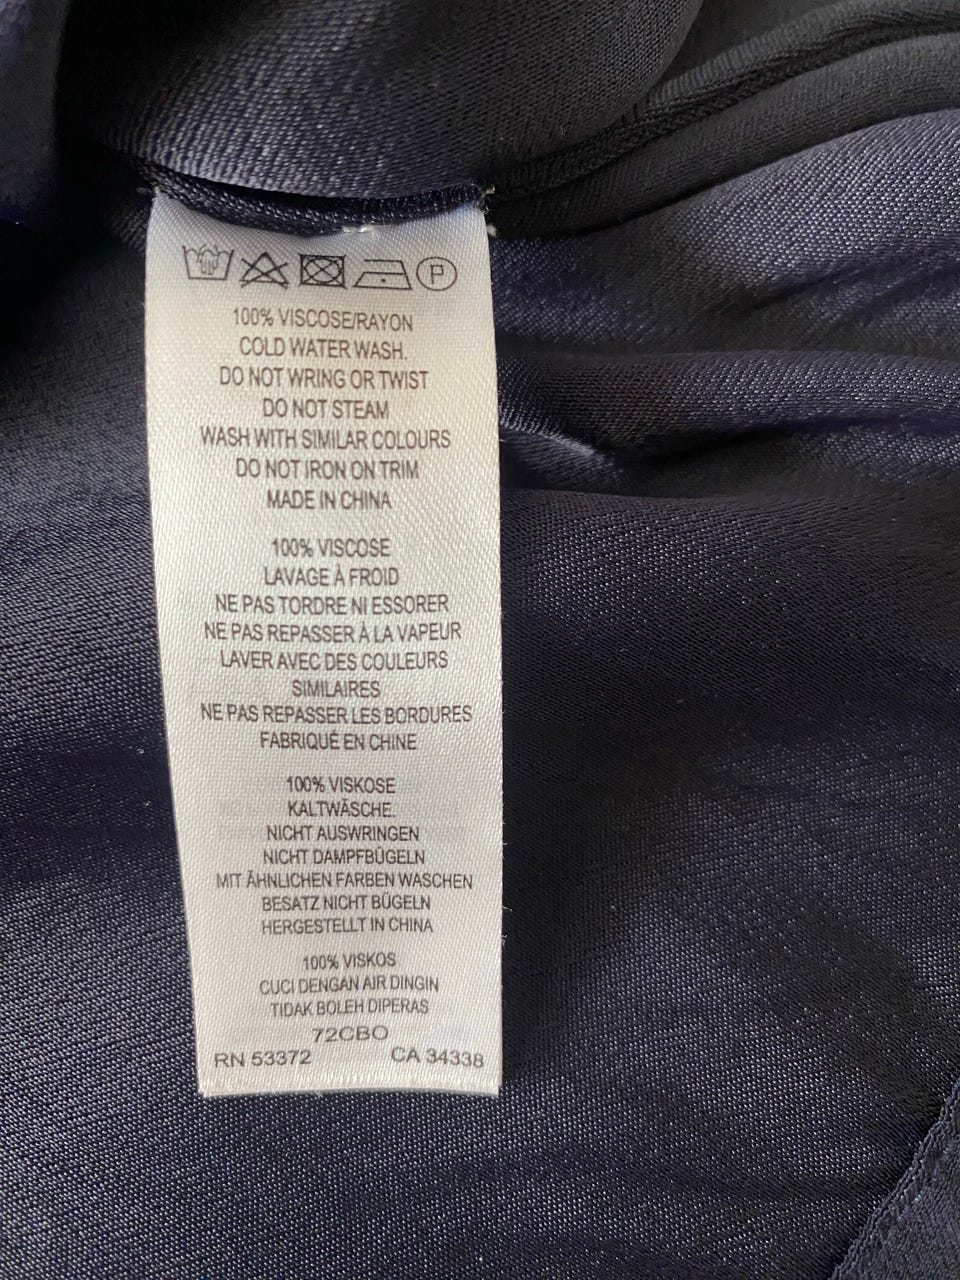 P
100% VISCOSE/RAYON
COLD WATER WASH.
DO NOT WRING OR TWIST
DO NOT STEAM
WASH WITH SIMILAR COLOURS
DO NOT IRON ON TRIM
MADE IN CHINA
100% VISCOSE
LAVAGE À FROID
NE PAS TORDRE NI ESSORER
NE PAS REPASSER À LA VAPEUR
LAVER AVEC DES COULEURS
SIMILAIRES
NE PAS REPASSER LES BORDURES
FABRIQUÉ EN CHINE
100% VISKOSE
KALTWÄSCHE.
NICHT AUSWRINGEN
NICHT DAMPFBÜGELN
MIT ÄHNLICHEN FARBEN WASCHEN
BESATZ NICHT BÜGELN
HERGESTELLT IN CHINA
100% VISKOS
CUCI DENGAN AIR DINGIN
TIDAK BOLEH DIPERAS
72CBO
RN 53372 CA 34338